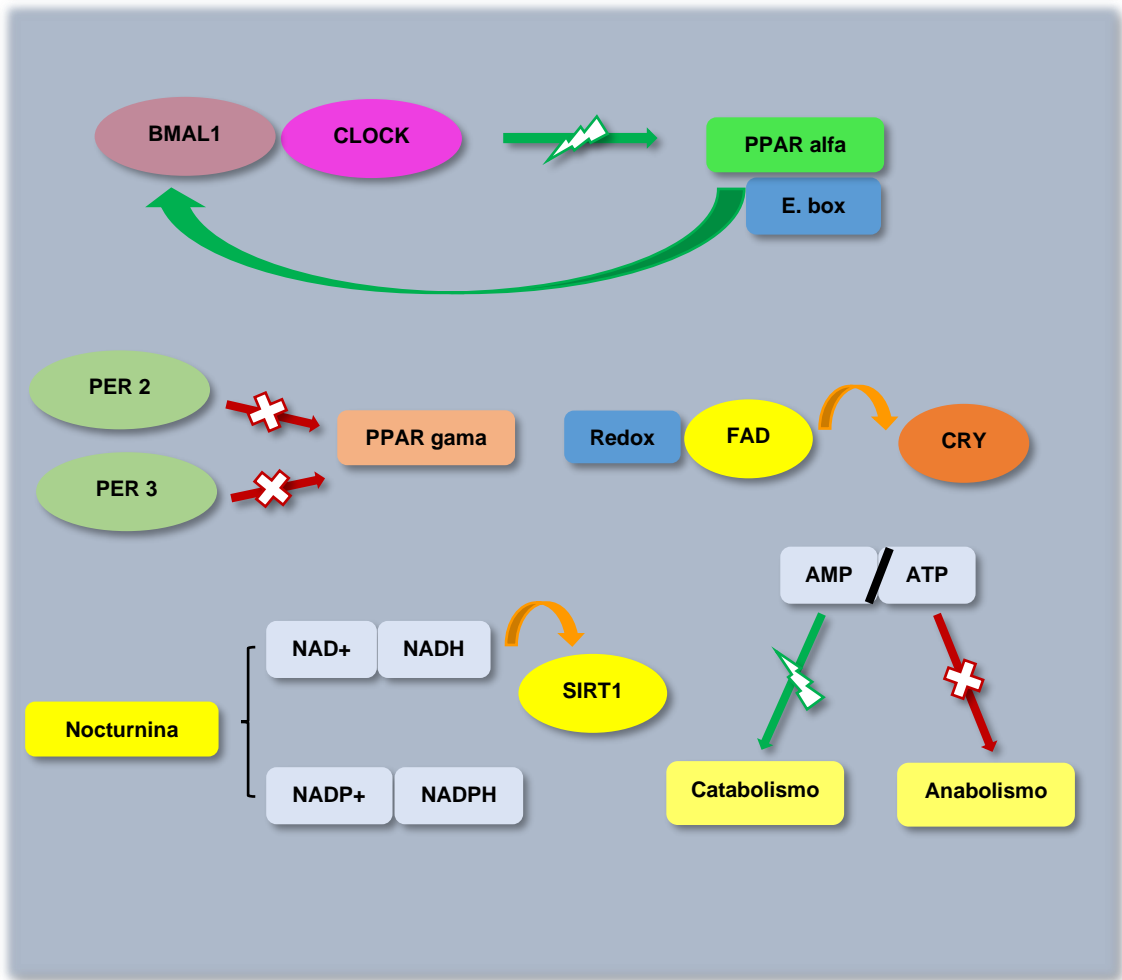 BMAL1
CLOCK
PPAR alfa
E. box
PER 2
PPAR gama
Redox
FAD
CRY
PER 3
AMP
ATP
NAD+
NADH
SIRT1
Nocturnina
NADP+
NADPH
Catabolismo
Anabolismo